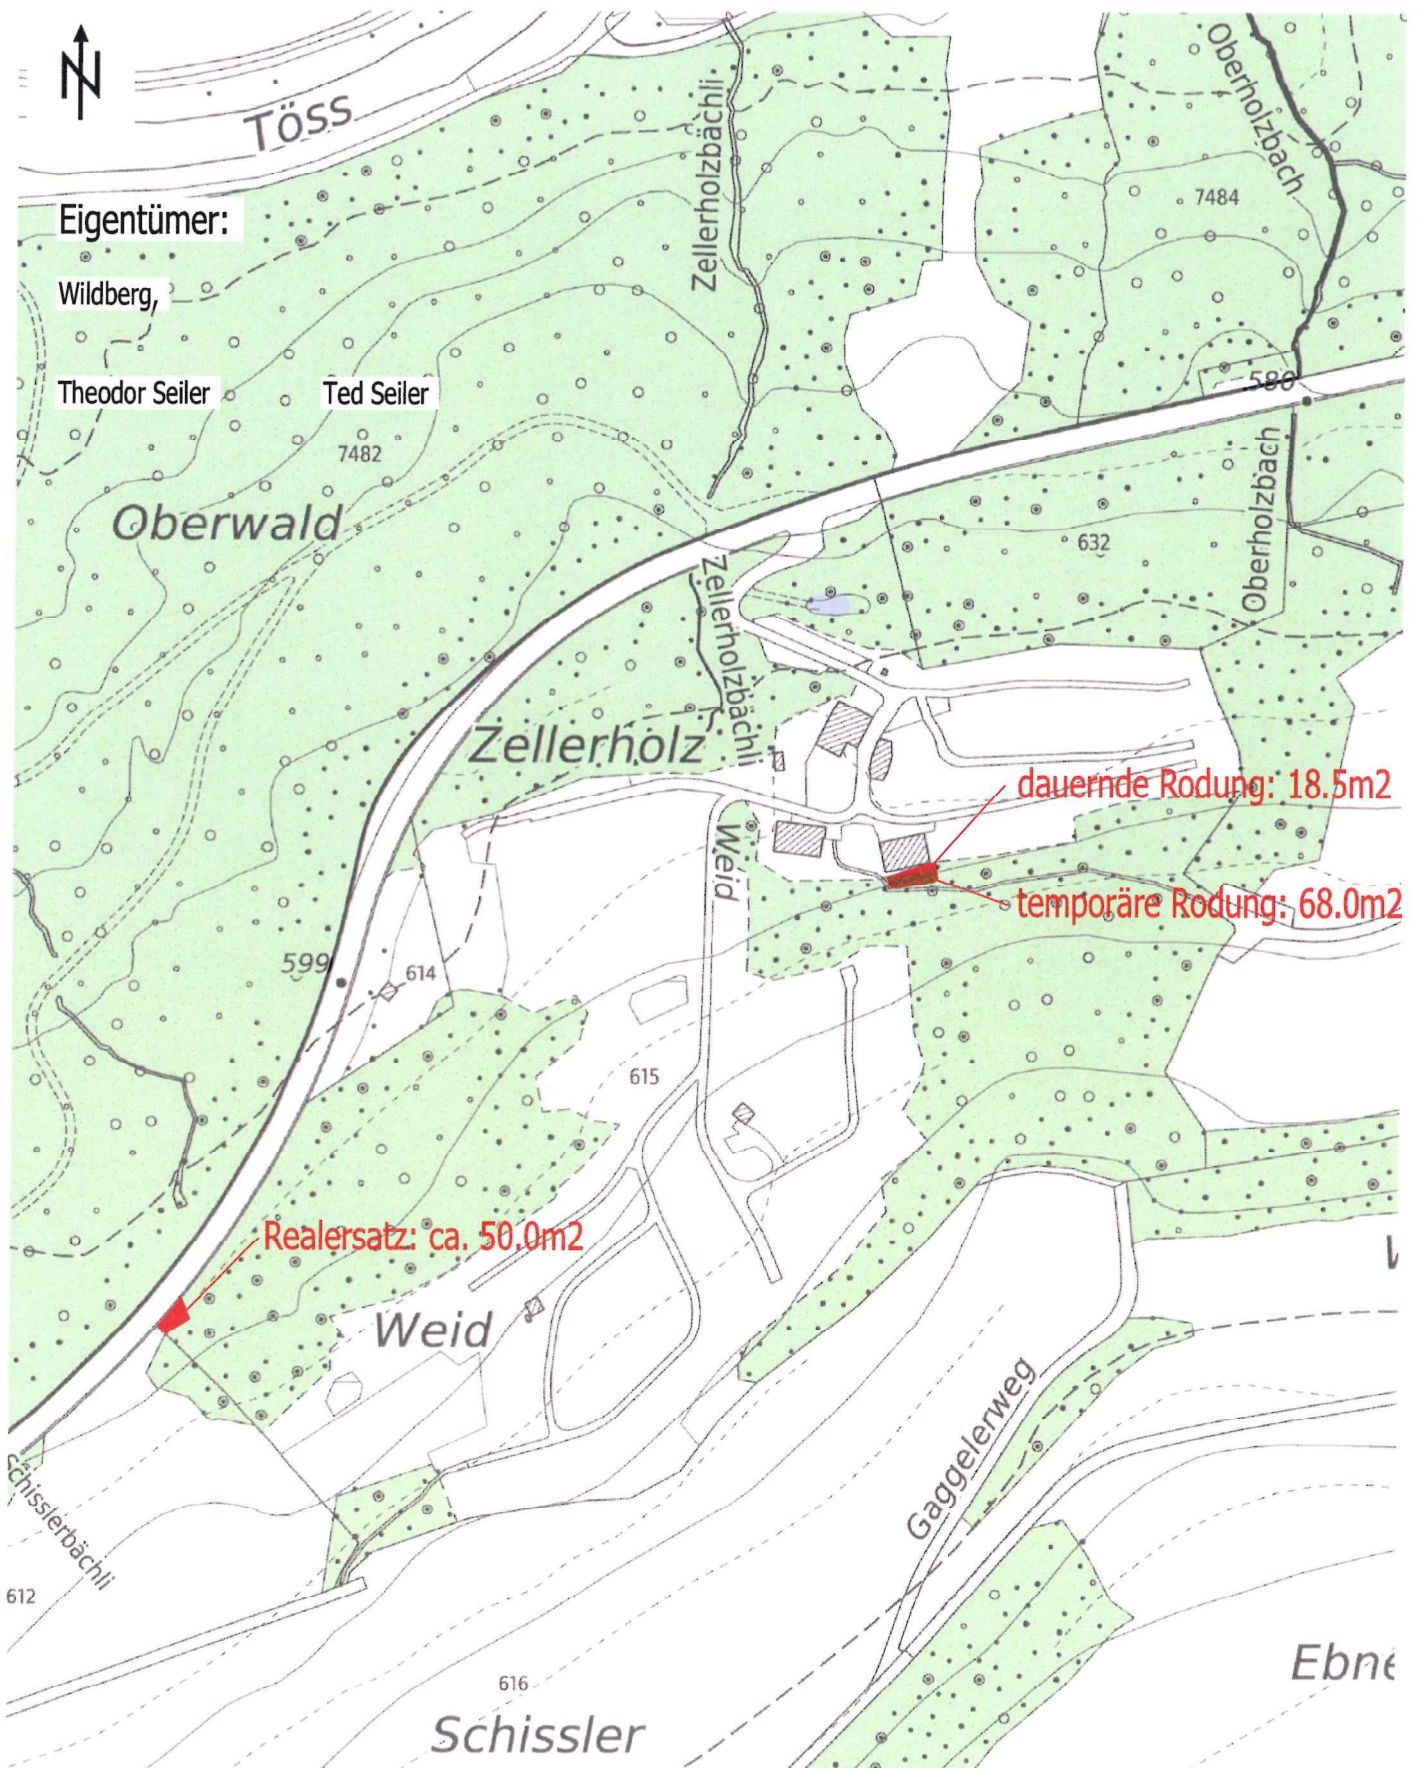 N
Töss
Zellerholzbächli
Oberholzbach
7484
Eigentümer:
Wildberg,
Theodor Seiler
Ted Seiler
580
7482
Oberwald
Oberholzbach
632
Zellerholzbächli
Zellerholz
dauernde Rodung: 18.5m2
Weid
temporäre Rodung: 68.0m2
599
614
615
Realersatz: ca. 50.0m2
Weid
Gaggelerweg
Schisslerbächli
612
616
Schissler
Ebne